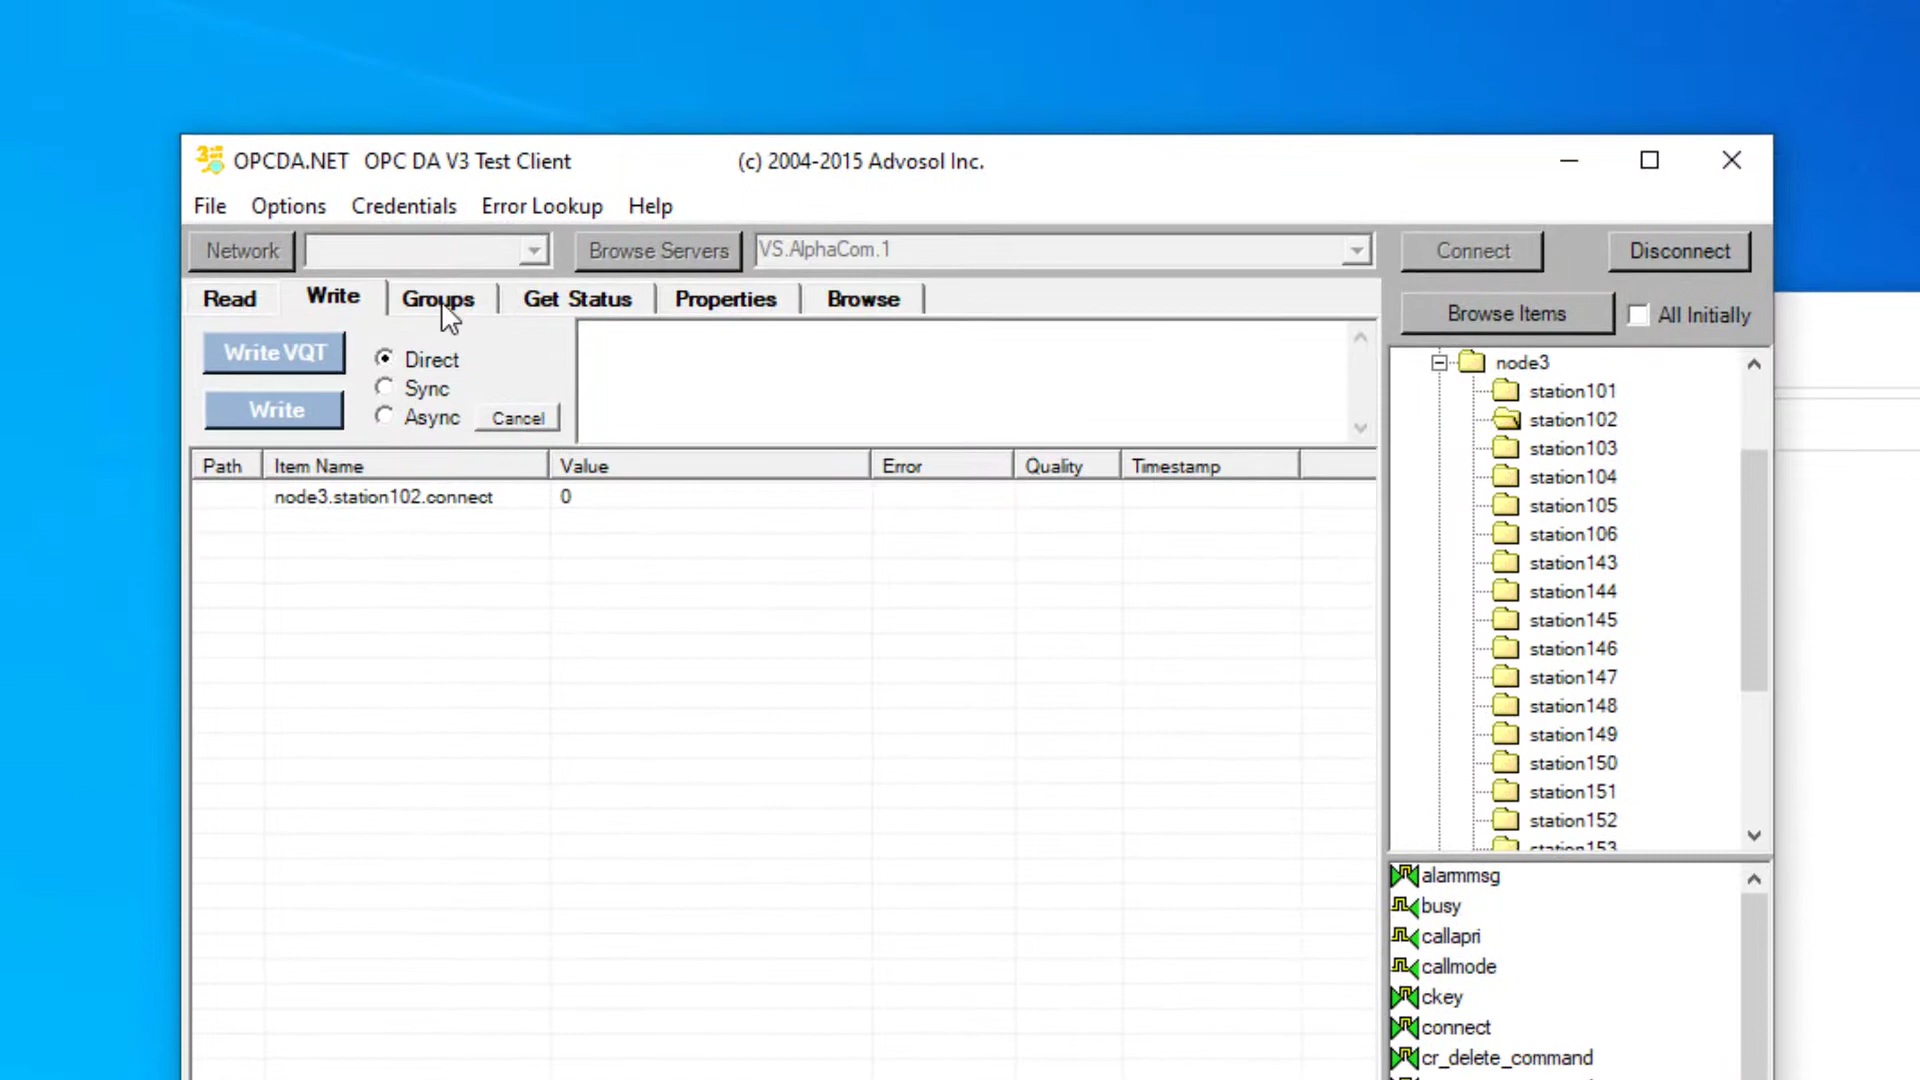 OPCDA.NET OPC DA V3 Test Client (c) 2004-2015 Advosol Inc.
File Options Credentials Error Lookup Help
Network Browse Servers VS.AlphaCom.1 Connect Disconnect
Read Write Groups Get Status Properties Browse
Browse Items All Initially
Write VQT Direct
Sync
Write Async Cancel
Path Item Name Value Error Quality Timestamp
node3.station102.connect 0
node3
station101
station102
station103
station104
station105
station106
station143
station144
station145
station146
station147
station148
station149
station150
station151
station152
station153
alarmmsg
busy
callapri
callmode
ckey
connect
cr_delete_command